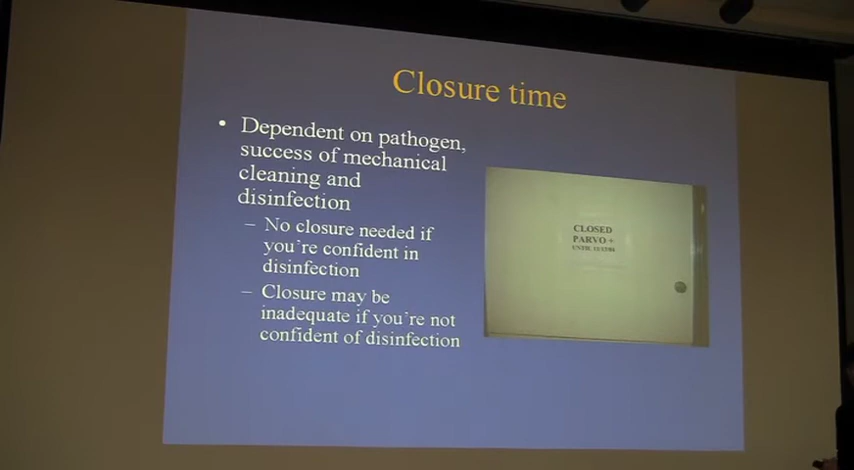 Closure time
• Dependent on pathogen,
success of mechanical
cleaning and
disinfection
– No closure needed if
you're confident in
disinfection
– Closure may be
inadequate if you're not
confident of disinfection
CLOSED
PARVO +
UNTIL